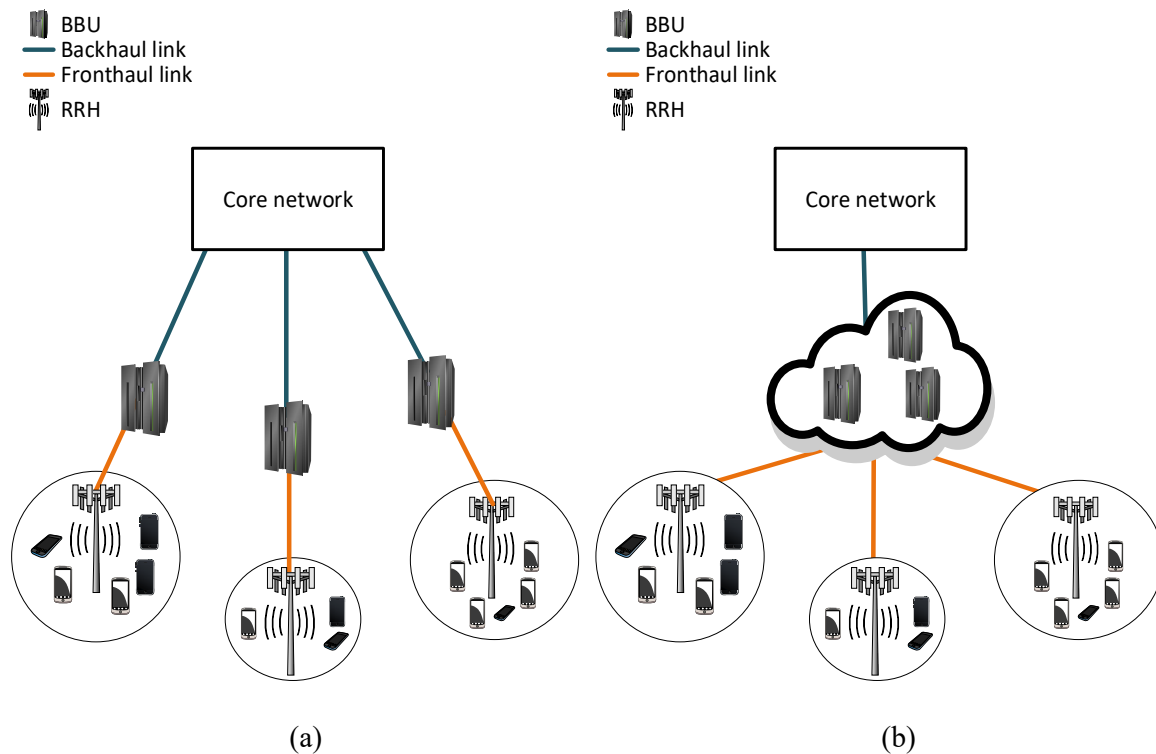 BBU
Backhaul link
Fronthaul link
RRH
Core network
(a)
BBU
Backhaul link
Fronthaul link
RRH
Core network
(b)